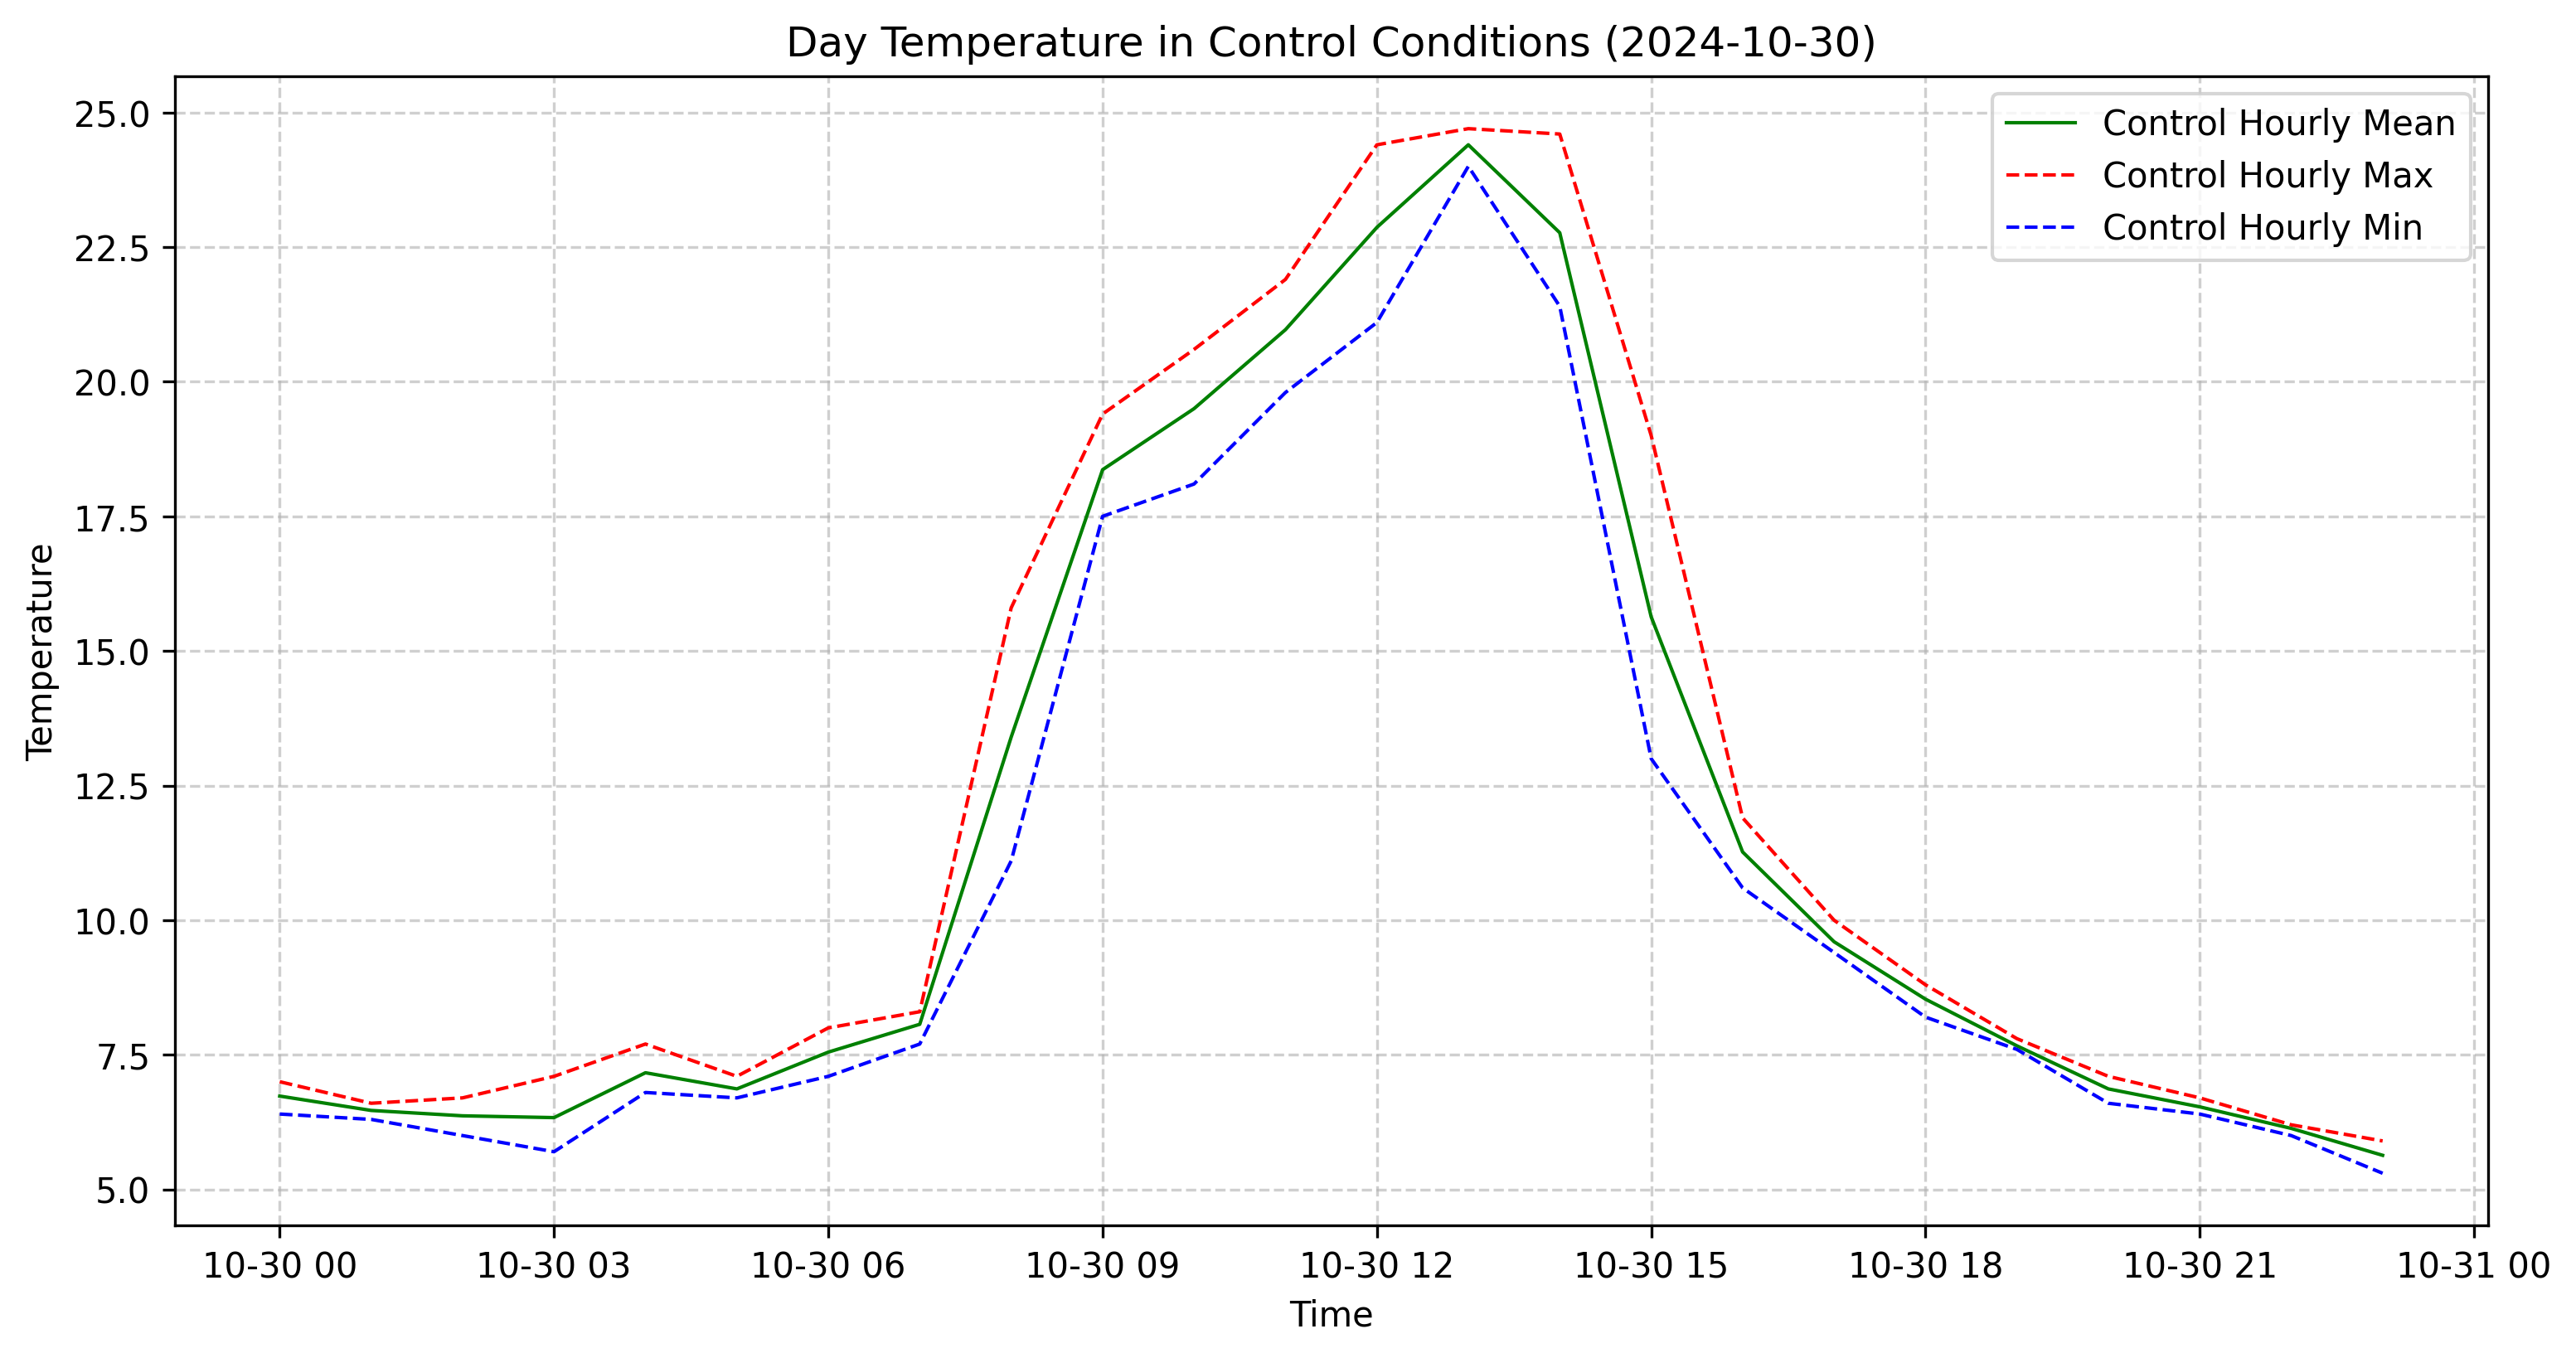 Day Temperature in Control Conditions (2024-10-30)
Control Hourly Mean
Control Hourly Max
Control Hourly Min
25.0
22.5
20.0
17.5
15.0
12.5
10.0
7.5
5.0
Temperature
10-30 00 10-30 03 10-30 06 10-30 09 10-30 12 10-30 15 10-30 18 10-30 21 10-31 00
Time